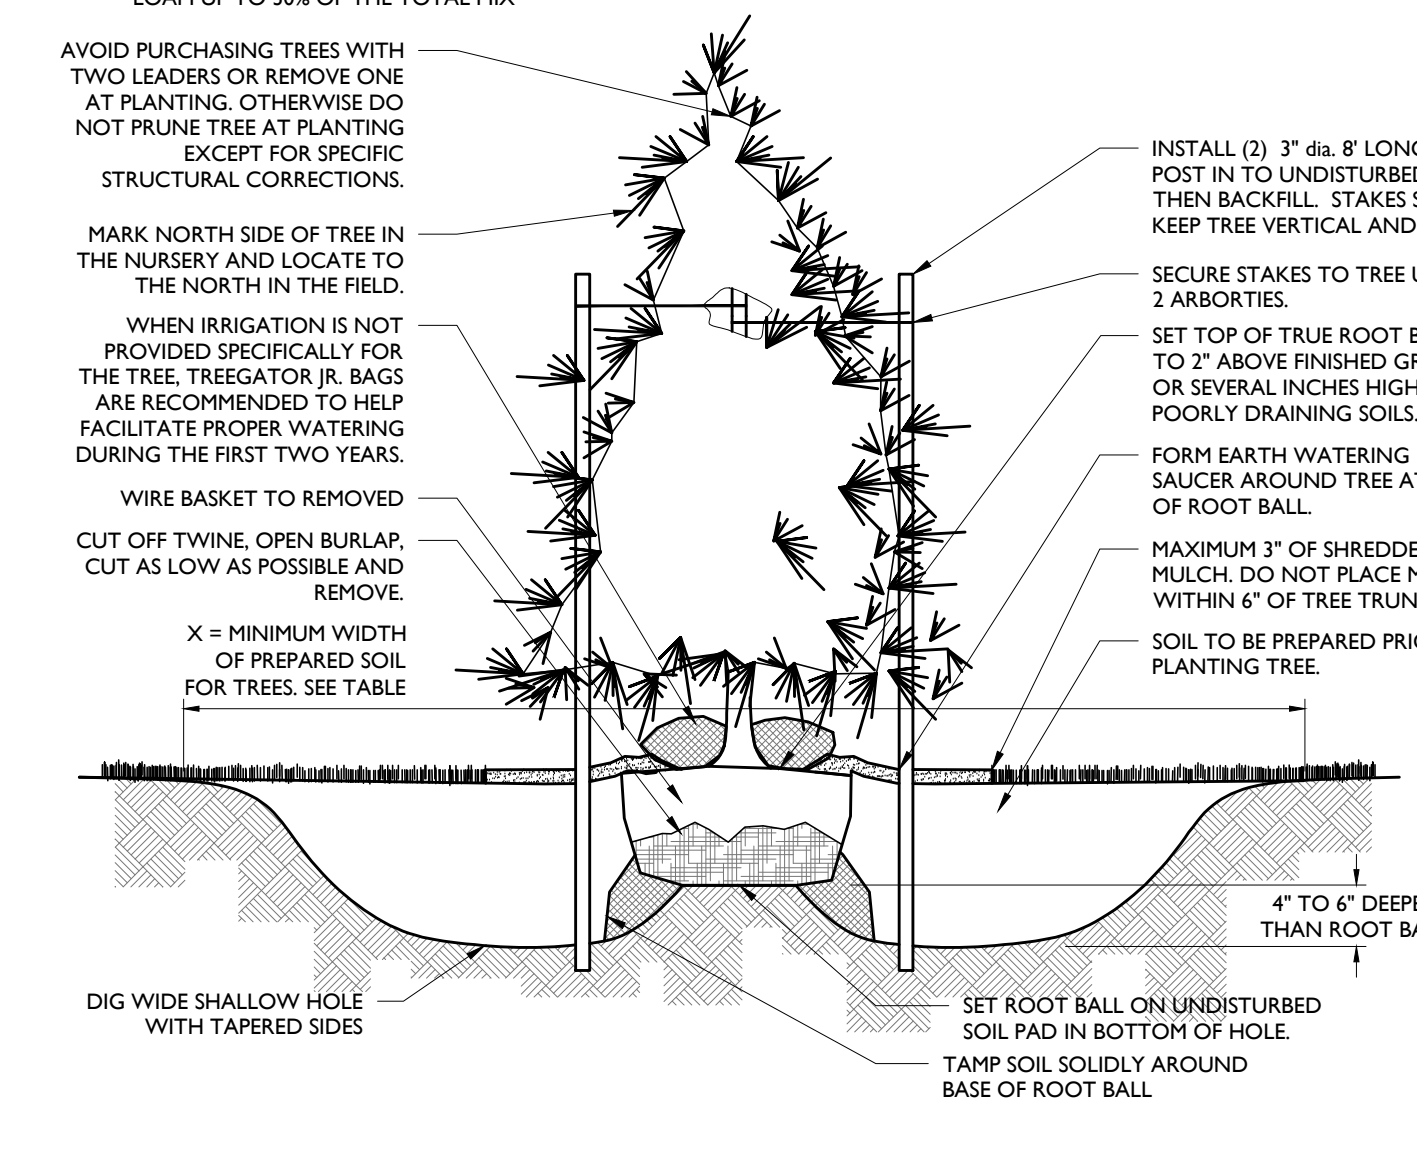 LOAM UP TO 50% OF THE TOTAL MIX
AVOID PURCHASING TREES WITH
TWO LEADERS OR REMOVE ONE
AT PLANTING. OTHERWISE DO
NOT PRUNE TREE AT PLANTING
EXCEPT FOR SPECIFIC
STRUCTURAL CORRECTIONS.
MARK NORTH SIDE OF TREE IN
THE NURSERY AND LOCATE TO
THE NORTH IN THE FIELD.
WHEN IRRIGATION IS NOT
PROVIDED SPECIFICALLY FOR
THE TREE, TREEGATOR JR. BAGS
ARE RECOMMENDED TO HELP
FACILITATE PROPER WATERING
DURING THE FIRST TWO YEARS.
WIRE BASKET TO REMOVED
CUT OFF TWINE, OPEN BURLAP,
CUT AS LOW AS POSSIBLE AND
REMOVE.
X = MINIMUM WIDTH
OF PREPARED SOIL
FOR TREES. SEE TABLE
DIG WIDE SHALLOW HOLE
WITH TAPERED SIDES
INSTALL (2) 3" dia. 8' LONG
POST IN TO UNDISTURBED
THEN BACKFILL. STAKES
KEEP TREE VERTICAL AND
SECURE STAKES TO TREE
2 ARBORTIES.
SET TOP OF TRUE ROOT
TO 2" ABOVE FINISHED
OR SEVERAL INCHES
POORLY DRAINING SOILS.
FORM EARTH WATERING
SAUCER AROUND TREE AT
OF ROOT BALL.
MAXIMUM 3" OF
MULCH. DO NOT PLACE
WITHIN 6" OF TREE
SOIL TO BE PREPARED
PLANTING TREE.
4" TO 6"
THAN ROOT
SET ROOT BALL ON UNDISTURBED
SOIL PAD IN BOTTOM OF HOLE.
TAMP SOIL SOLIDLY AROUND
BASE OF ROOT BALL